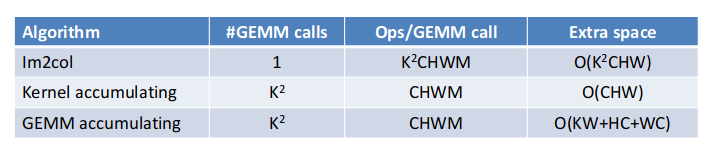 Algorithm #GEMM calls Ops/GEMM call Extra space
Im2col 1 K²CHWM O(K²CHW)
Kernel accumulating K² CHWM O(CHW)
GEMM accumulating K² CHWM O(KW+HC+WC)